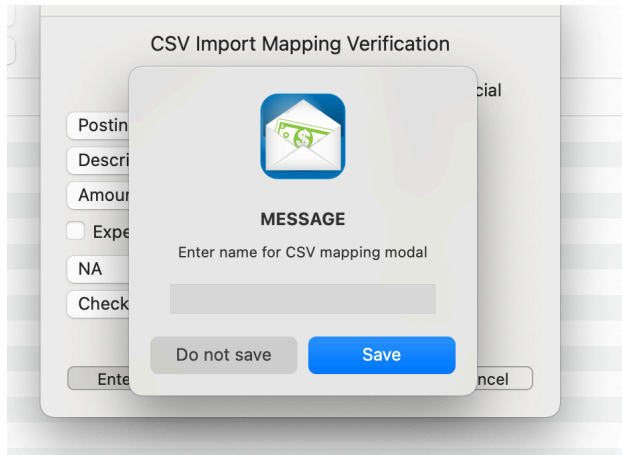 CSV Import Mapping Verification
cial
Postin
Descri
Amour
Expe
NA
Check
MESSAGE
Enter name for CSV mapping modal
Do not save
Save
Ente
ncel